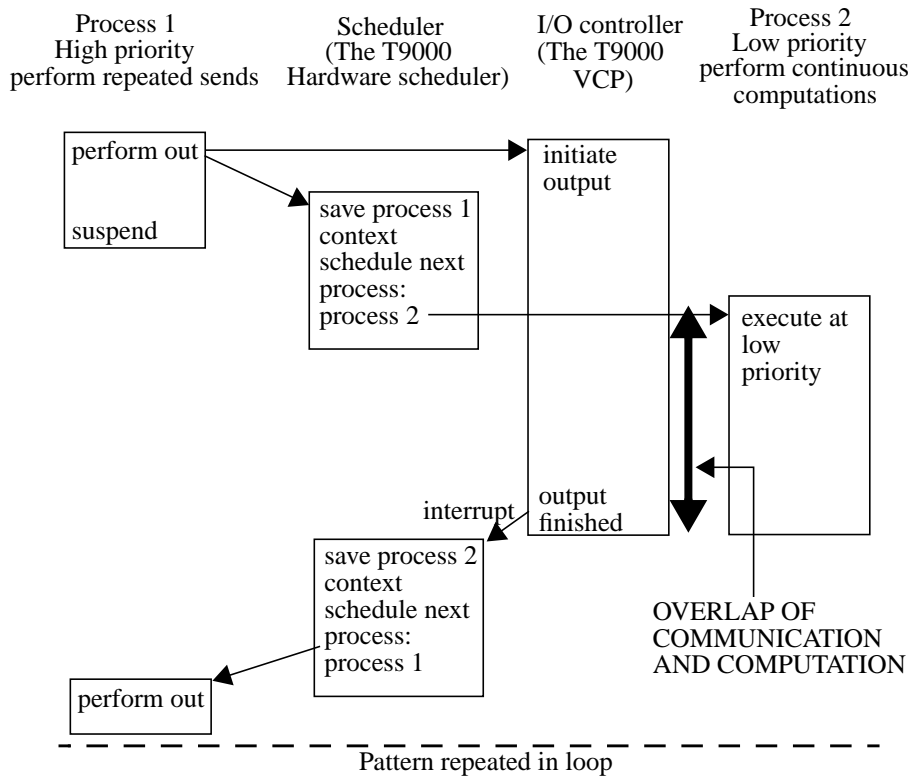 Process 1
High priority
perform repeated sends
Scheduler
(The T9000
Hardware scheduler)
I/O controller
(The T9000
VCP)
Process 2
Low priority
perform continuous
computations
perform out
suspend
save process 1
context
schedule next
process:
process 2
initiate
output
execute at
low
priority
interrupt
output
finished
save process 2
context
schedule next
process:
process 1
OVERLAP OF
COMMUNICATION
AND COMPUTATION
perform out
Pattern repeated in loop